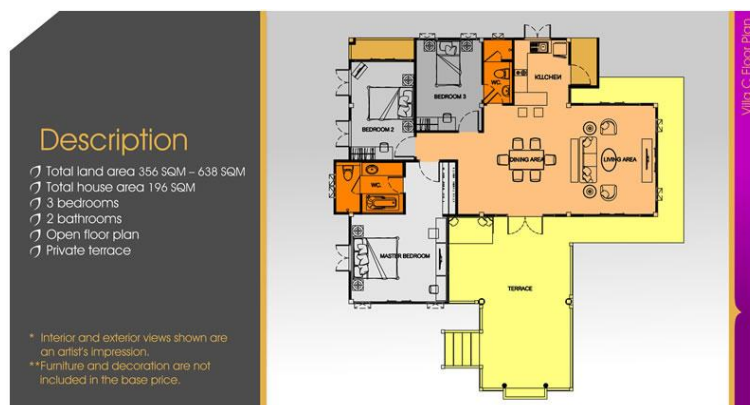 Description
Total land area 356 SQM – 638 SQM
Total house area 196 SQM
3 bedrooms
2 bathrooms
Open floor plan
Private terrace
* Interior and exterior views shown are
an artist's impression.
**Furniture and decoration are not
included in the base price.
KITCHEN
WC.
BEDROOM 3
BEDROOM 2
DINING AREA
LIVING AREA
WC.
MASTER BEDROOM
TERRACE
Villa C Floor Plan